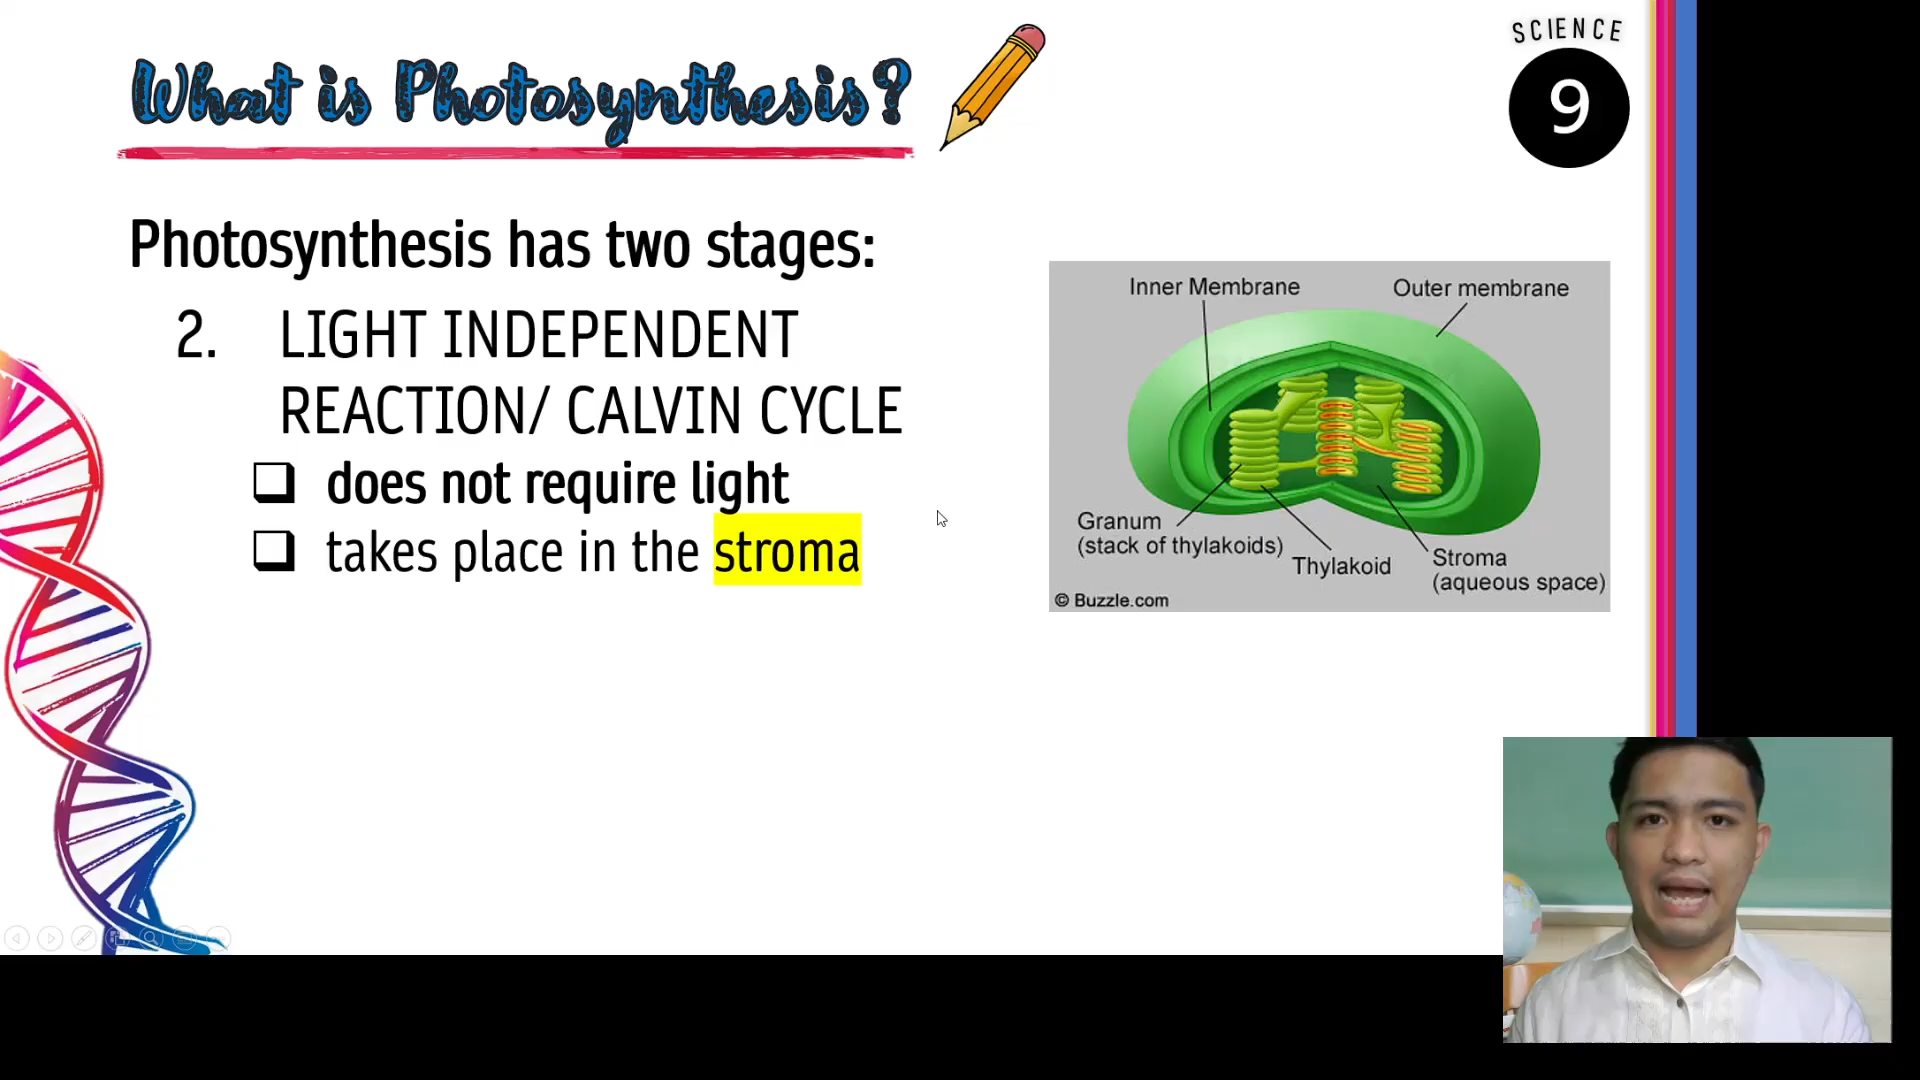 What is Photosynthesis?
SCIENCE
9
Photosynthesis has two stages:
2. LIGHT INDEPENDENT
REACTION/ CALVIN CYCLE
❑ does not require light
❑ takes place in the stroma
Inner Membrane
Outer membrane
Granum
(stack of thylakoids)
Thylakoid
Stroma
(aqueous space)
© Buzzle.com